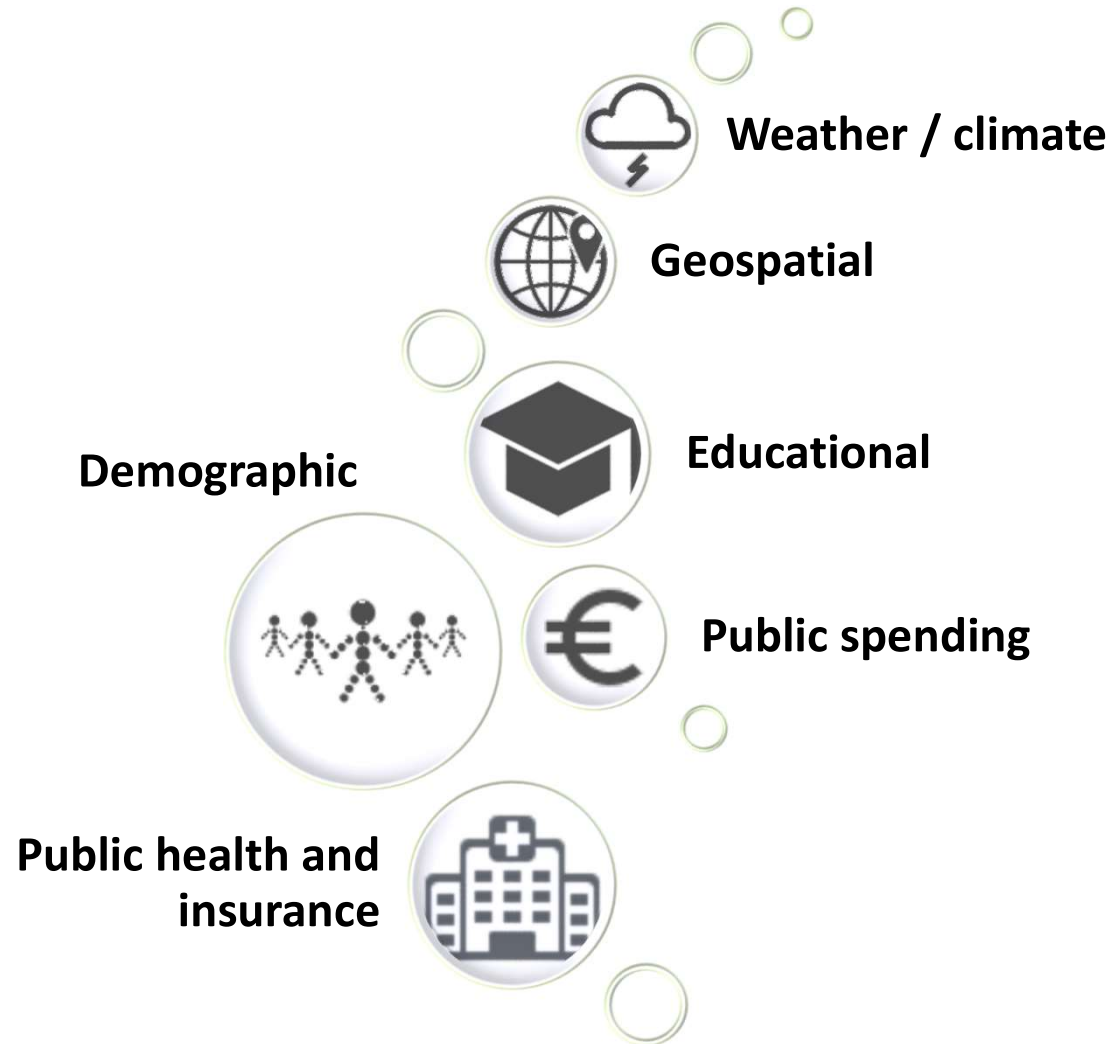 Weather / climate
Geospatial
Educational
Demographic
Public spending
Public health and
insurance